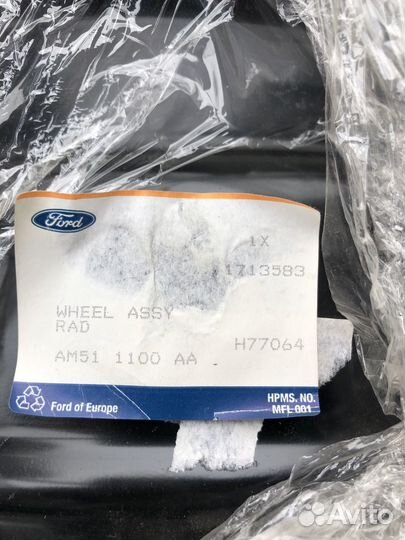 Ford
1X
1713583
WHEEL ASSY
RAD
H77064
AM51 1100 AA
Ford of Europe
HPMS. NO.
MFL 001
Avito